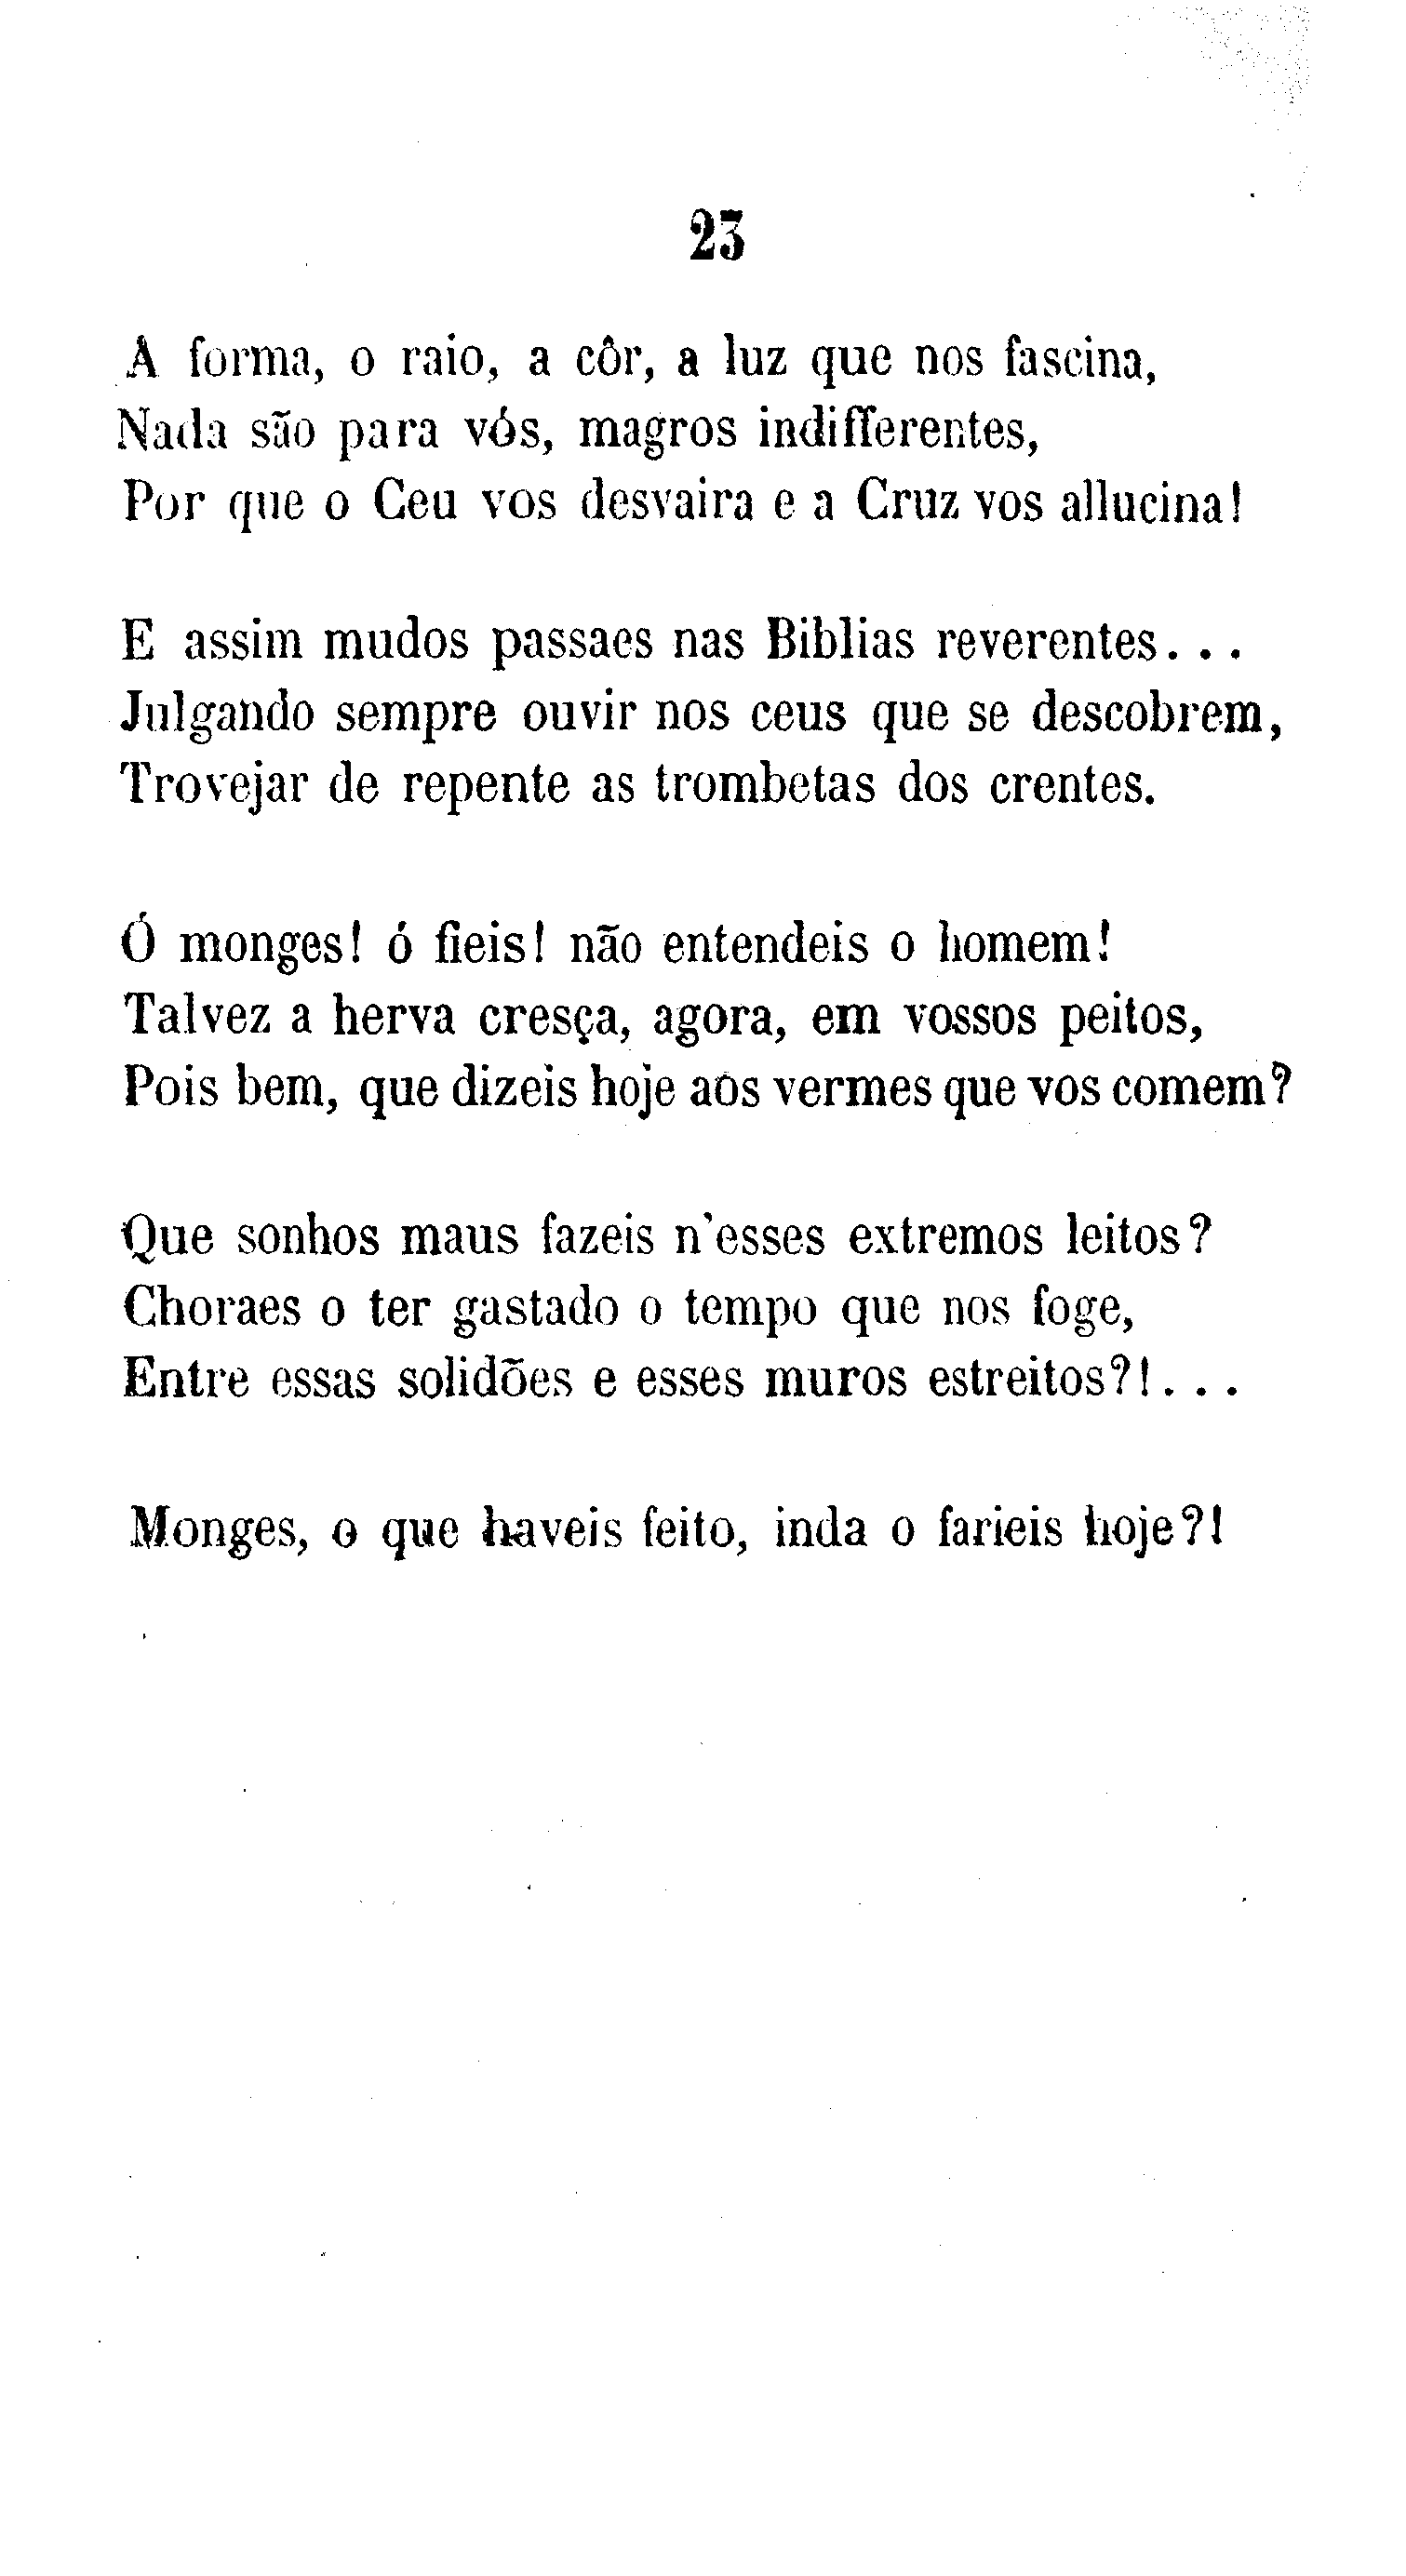 23
A forma, o raio, a côr, a luz que nos fascina,
Nada são para vós, magros indifferentes,
Por que o Ceu vos desvaira e a Cruz vos allucina!
E assim mudos passaes nas Biblias reverentes...
Julgando sempre ouvir nos ceus que se descobrem,
Trovejar de repente as trombetas dos crentes.
Ó monges! ó fieis! não entendeis o homem!
Talvez a herva cresça, agora, em vossos peitos,
Pois bem, que dizeis hoje aos vermes que vos comem?
Que sonhos maus fazeis n'esses extremos leitos?
Choraes o ter gastado o tempo que nos foge,
Entre essas solidões e esses muros estreitos?!...
Monges, o que haveis feito, inda o farieis hoje?!